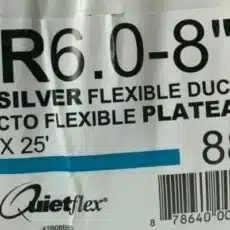 R6.0-8"
SILVER FLEXIBLE DUC
CTO FLEXIBLE PLATEA
X 25'
88
Quietflex®
8 78640 00